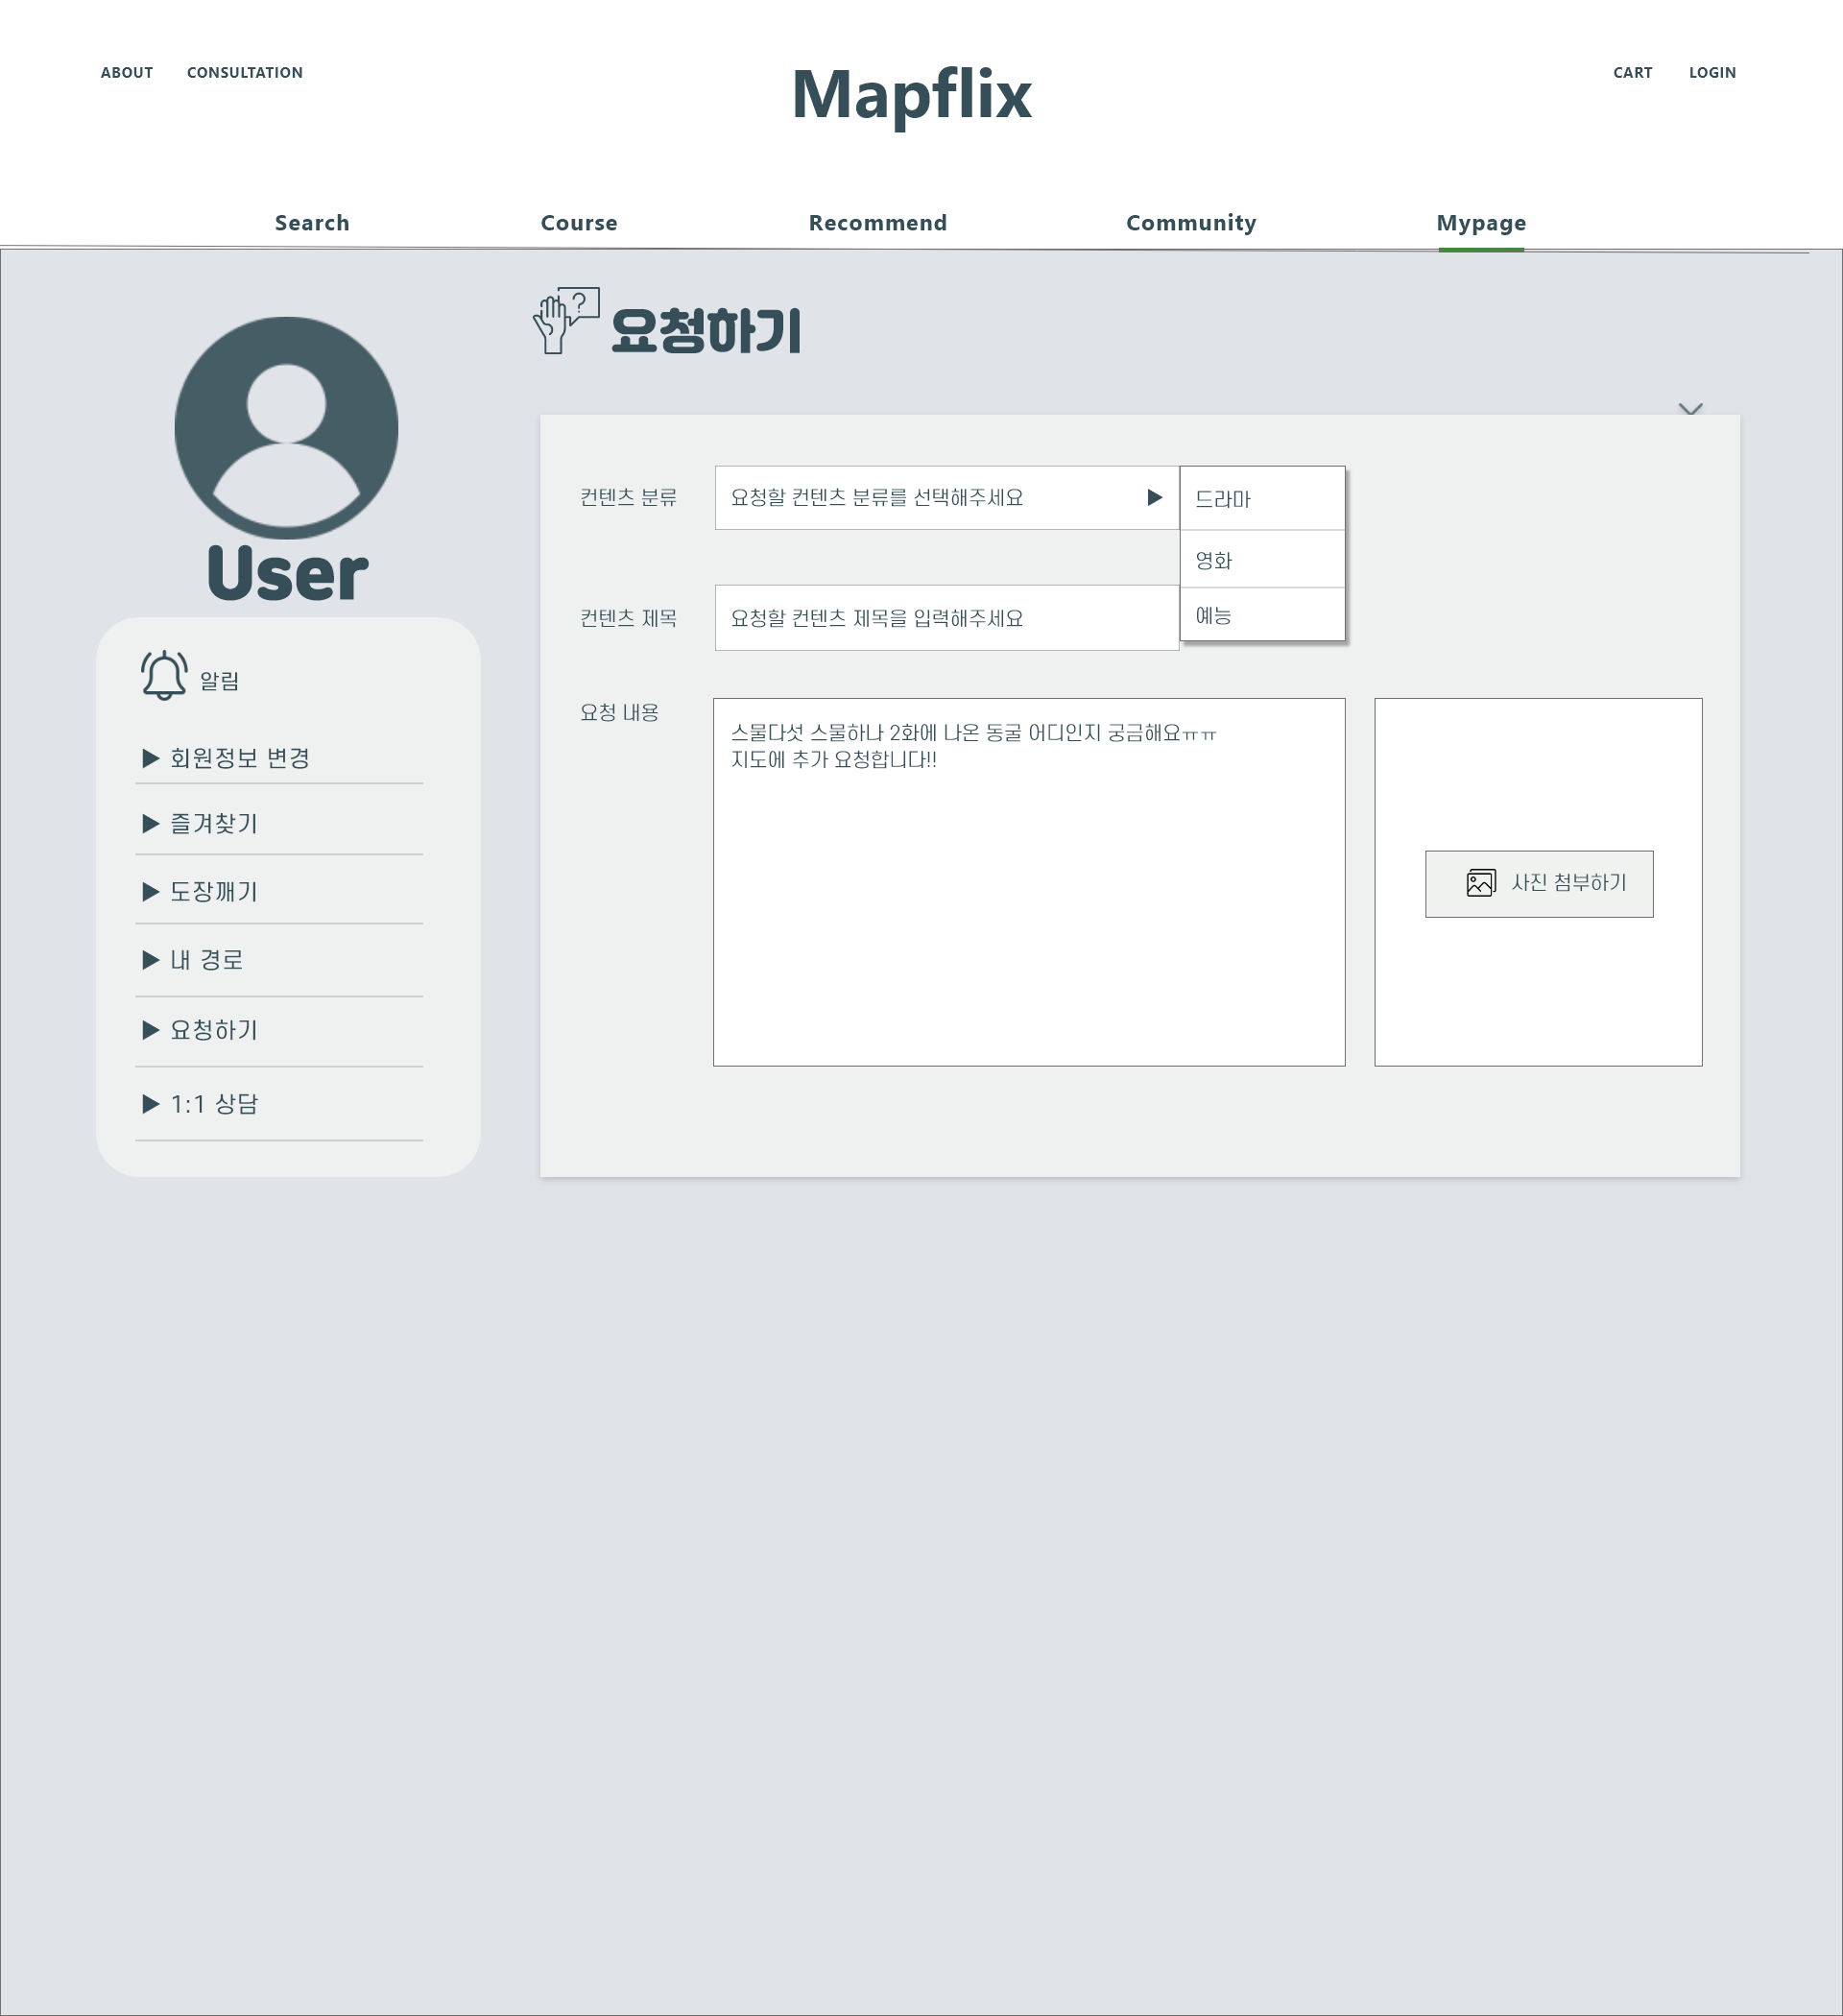 ABOUT CONSULTATION
Mapflix
CART LOGIN
Search Course Recommend Community Mypage
?
요청하기
User
알림
▶ 회원정보 변경
▶ 즐겨찾기
▶ 도장깨기
▶ 내 경로
▶ 요청하기
▶ 1:1 상담
컨텐츠 분류
요청할 컨텐츠 분류를 선택해주세요 ▶
드라마
영화
예능
컨텐츠 제목
요청할 컨텐츠 제목을 입력해주세요
요청 내용
스물다섯 스물하나 2화에 나온 동굴 어디인지 궁금해요ㅠㅠ
지도에 추가 요청합니다!!
사진 첨부하기